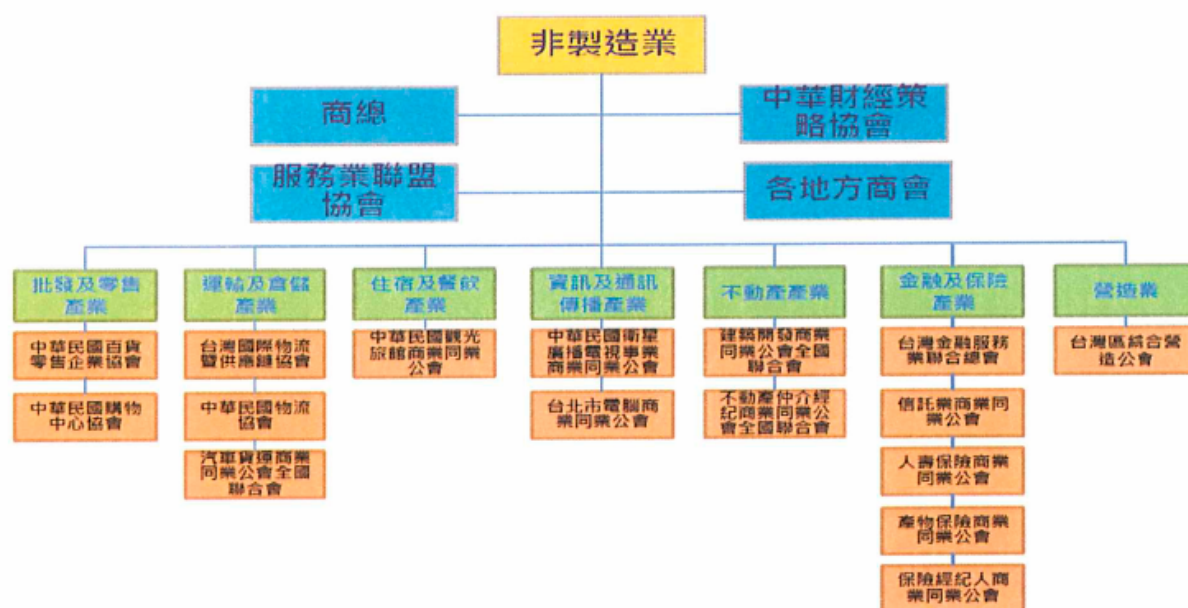 非製造業
商總
中華財經策
略協會
服務業聯盟
協會
各地方商會
批發及零售
產業
運輸及倉儲
產業
住宿及餐飲
產業
資訊及通訊
傳播產業
不動產產業
金融及保險
產業
營造業
中華民國百貨
零售企業協會
中華民國購物
中心協會
台灣國際物流
暨供應鏈協會
中華民國物流
協會
汽車貨運商業
同業公會全國
聯合會
中華民國觀光
旅館商業同業
公會
中華民國衛星
廣播電視事業
商業同業公會
台北市電腦商
業同業公會
建築開發商業
同業公會全國
聯合會
不動產仲介經
紀商業同業公
會全國聯合會
台灣金融服務
業聯合總會
信託業商業同
業公會
人壽保險商業
同業公會
產物保險商業
同業公會
保險經紀人商
業同業公會
台灣區綜合營
造公會